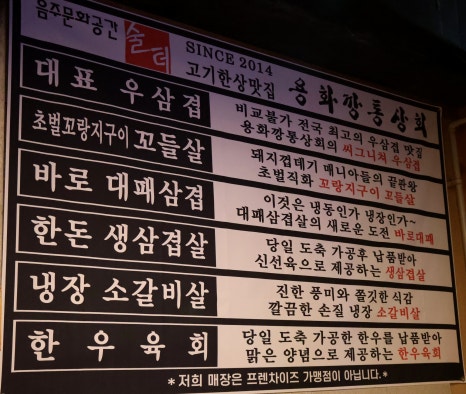 음주문화공간 술터 SINCE 2014
고기한상맛집 용화깡통상회
대표 우삼겹
비교불가 전국 최고의 우삼겹 맛집
용화깡통상회의 씨그니쳐 우삼겹
초벌꼬랑지구이 꼬들살
돼지껍데기 매니아들의 끝판왕
초벌직화 꼬랑지구이 꼬들살
바로 대패삼겹
이것은 냉동인가 냉장인가~
대패삼겹살의 새로운 도전 바로대패
한돈 생삼겹살
당일 도축 가공후 납품받아
신선육으로 제공하는 생삼겹살
냉장 소갈비살
진한 풍미와 쫄깃한 식감
깔끔한 손질 냉장 소갈비살
한우육회
당일 도축 가공한 한우를 납품받아
맑은 양념으로 제공하는 한우육회
*저희 매장은 프렌차이즈 가맹점이 아닙니다.*